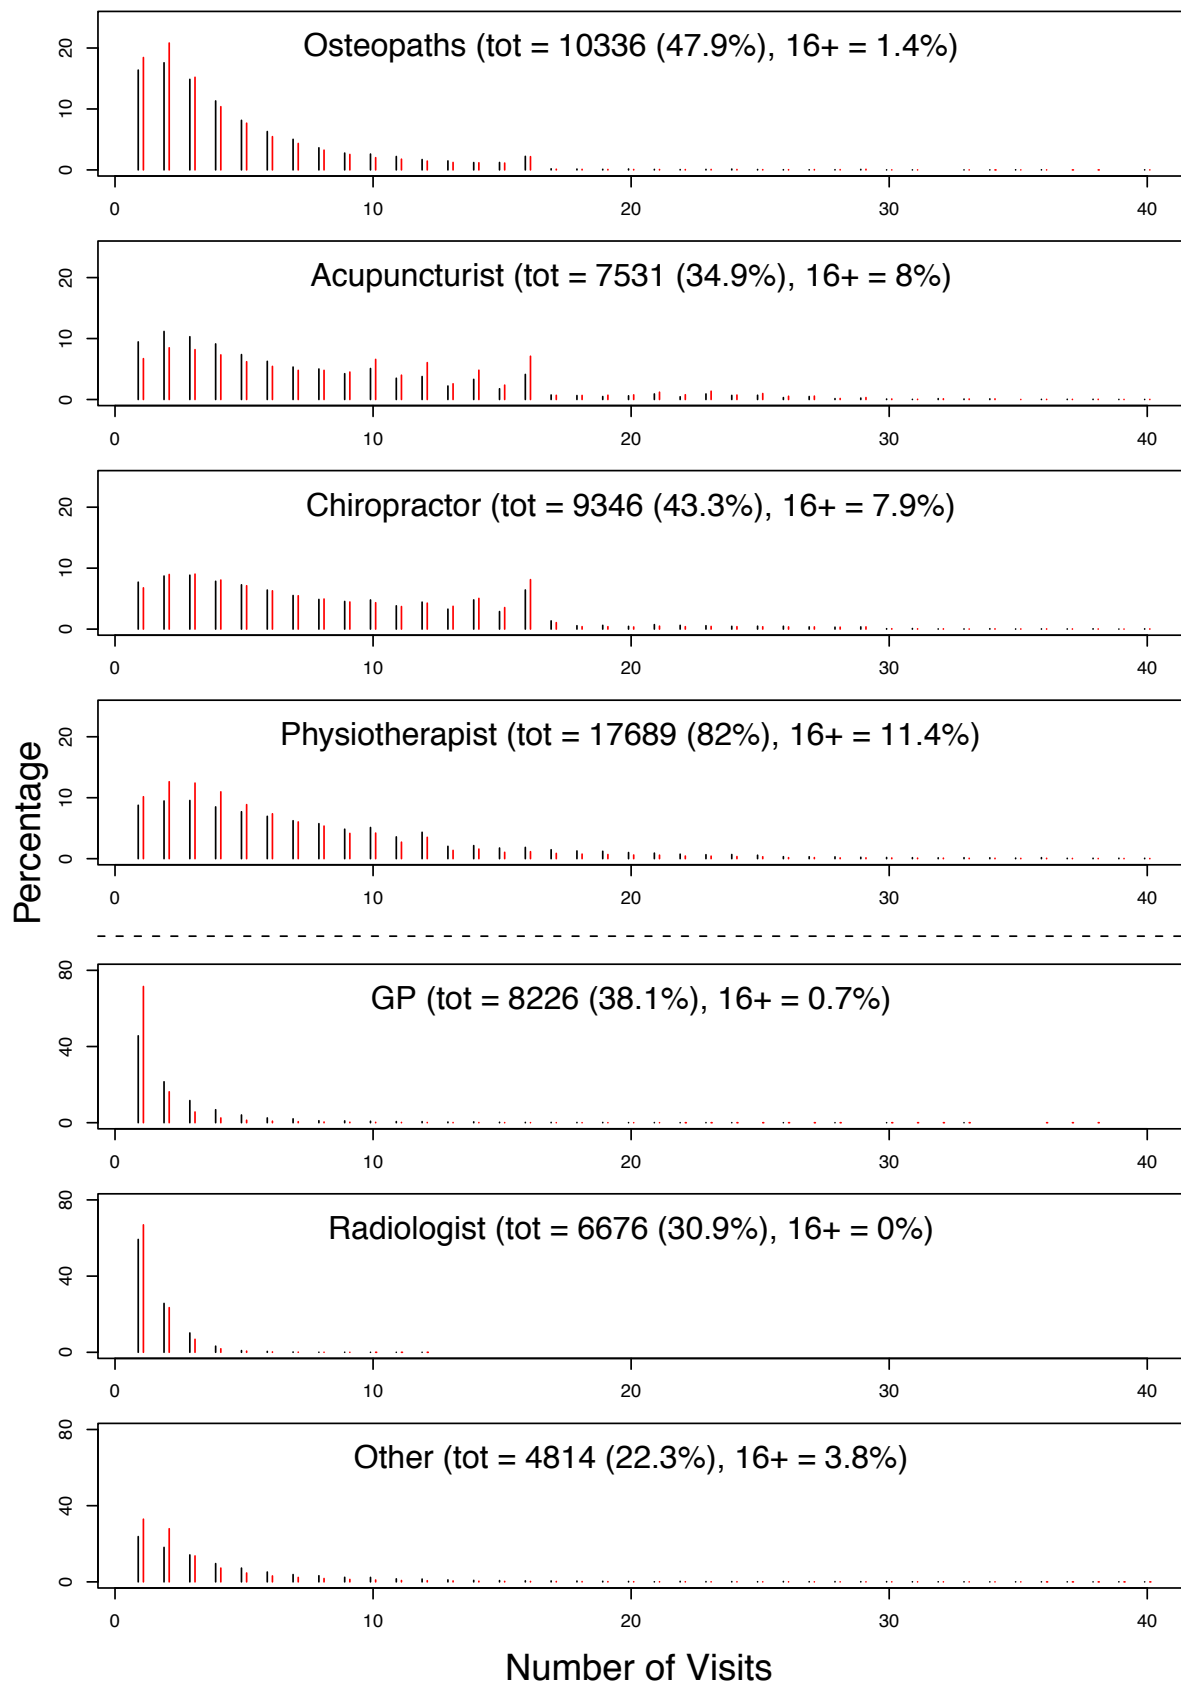 Osteopaths (tot = 10336 (47.9%), 16+ = 1.4%)
0 10 20
0 10 20 30 40
Acupuncturist (tot = 7531 (34.9%), 16+ = 8%)
0 10 20
0 10 20 30 40
Chiropractor (tot = 9346 (43.3%), 16+ = 7.9%)
0 10 20
0 10 20 30 40
Physiotherapist (tot = 17689 (82%), 16+ = 11.4%)
0 10 20
0 10 20 30 40
Percentage
GP (tot = 8226 (38.1%), 16+ = 0.7%)
0 40 80
0 10 20 30 40
Radiologist (tot = 6676 (30.9%), 16+ = 0%)
0 40 80
0 10 20 30 40
Other (tot = 4814 (22.3%), 16+ = 3.8%)
0 40 80
0 10 20 30 40
Number of Visits